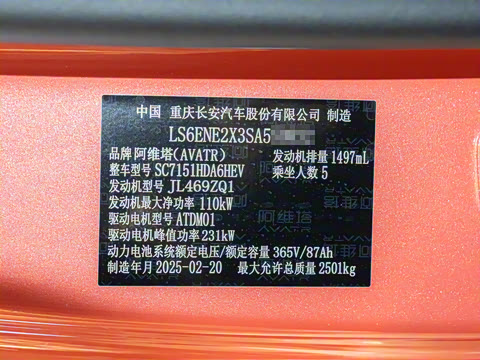 中国 重庆长安汽车股份有限公司 制造
LS6ENE2X3SA5
品牌 阿维塔(AVATR) 发动机排量 1497mL
整车型号 SC7151HDA6HEV 乘坐人数 5
发动机型号 JL469ZQ1
发动机最大净功率 110kW
驱动电机型号 ATDM01
驱动电机峰值功率 231kW
动力电池系统额定电压/额定容量 365V/87Ah
制造年月 2025-02-20 最大允许总质量 2501kg